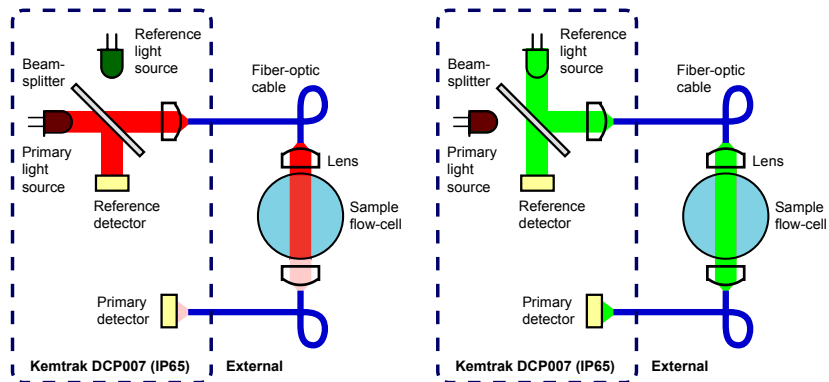 Reference
light
source
Beam-
splitter
Fiber-optic
cable
Primary
light
source
Lens
Reference
detector
Sample
flow-cell
Primary
detector
Kemtrak DCP007 (IP65)
External
Reference
light
source
Beam-
splitter
Fiber-optic
cable
Primary
light
source
Lens
Reference
detector
Sample
flow-cell
Primary
detector
Kemtrak DCP007 (IP65)
External